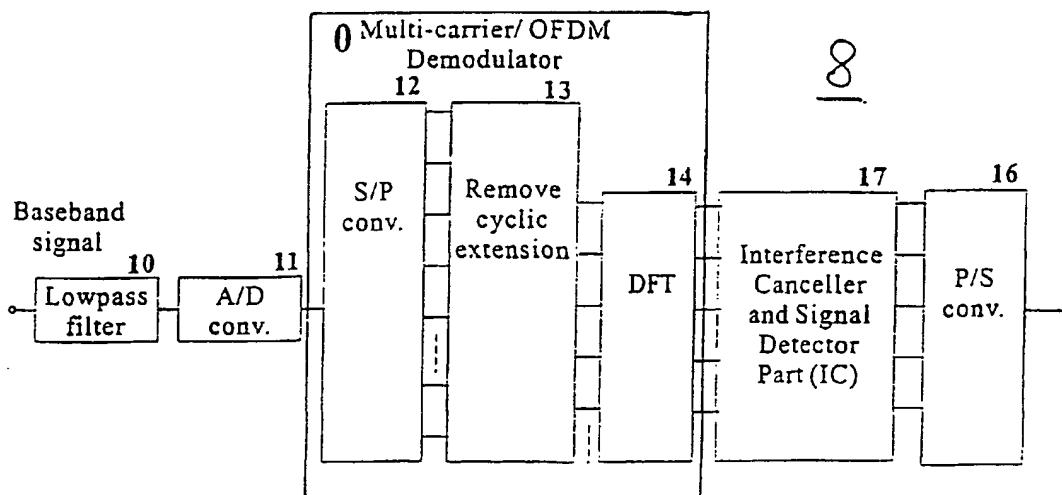 0 Multi-carrier/ OFDM
Demodulator
8
12
13
S/P
conv.
Remove
cyclic
extension
14
DFT
17
Interference
Canceller
and Signal
Detector
Part (IC)
16
P/S
conv.
Baseband
signal
10
Lowpass
filter
11
A/D
conv.